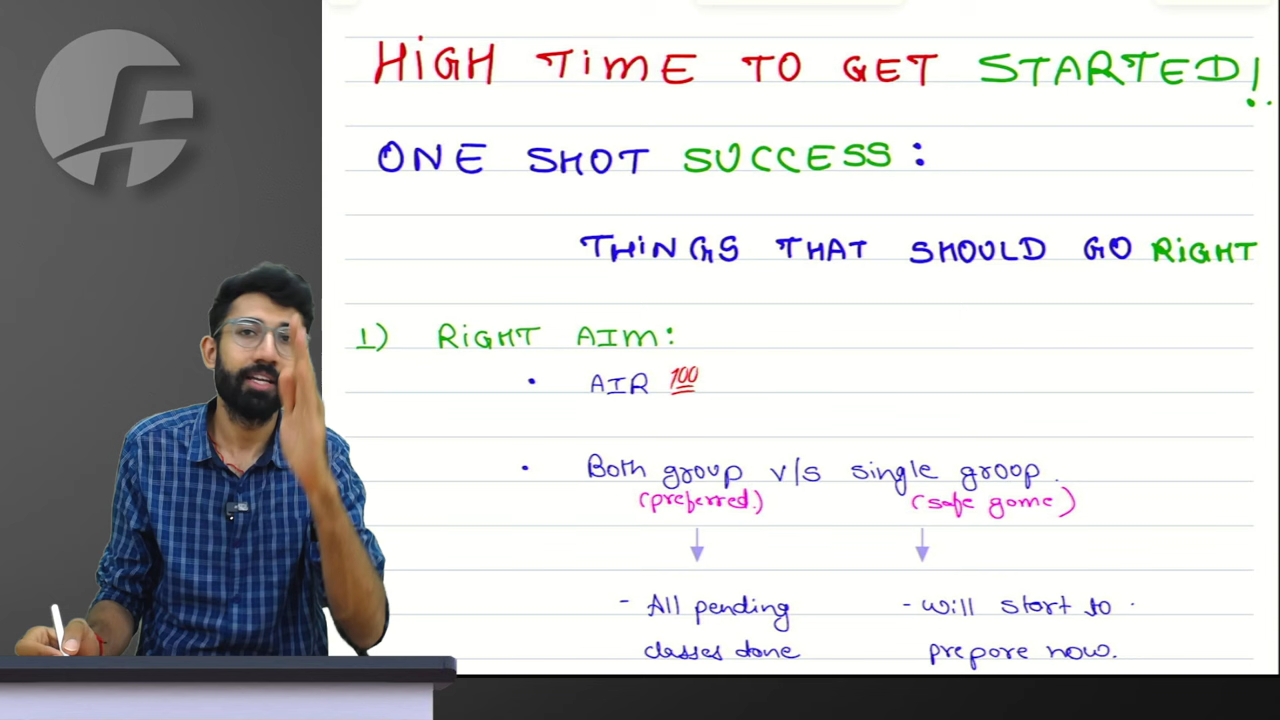 HiGH TiME TO GET STARTED!..
ONE SHOT SUCCESS:
THiNGS THAT SHOULD GO RiGHT
1) RiGHT AIM:
• AIR 100
• Both group v/s single groop.
(preferred.) (safe game)
- All pending - will start to
classes done prepare now.